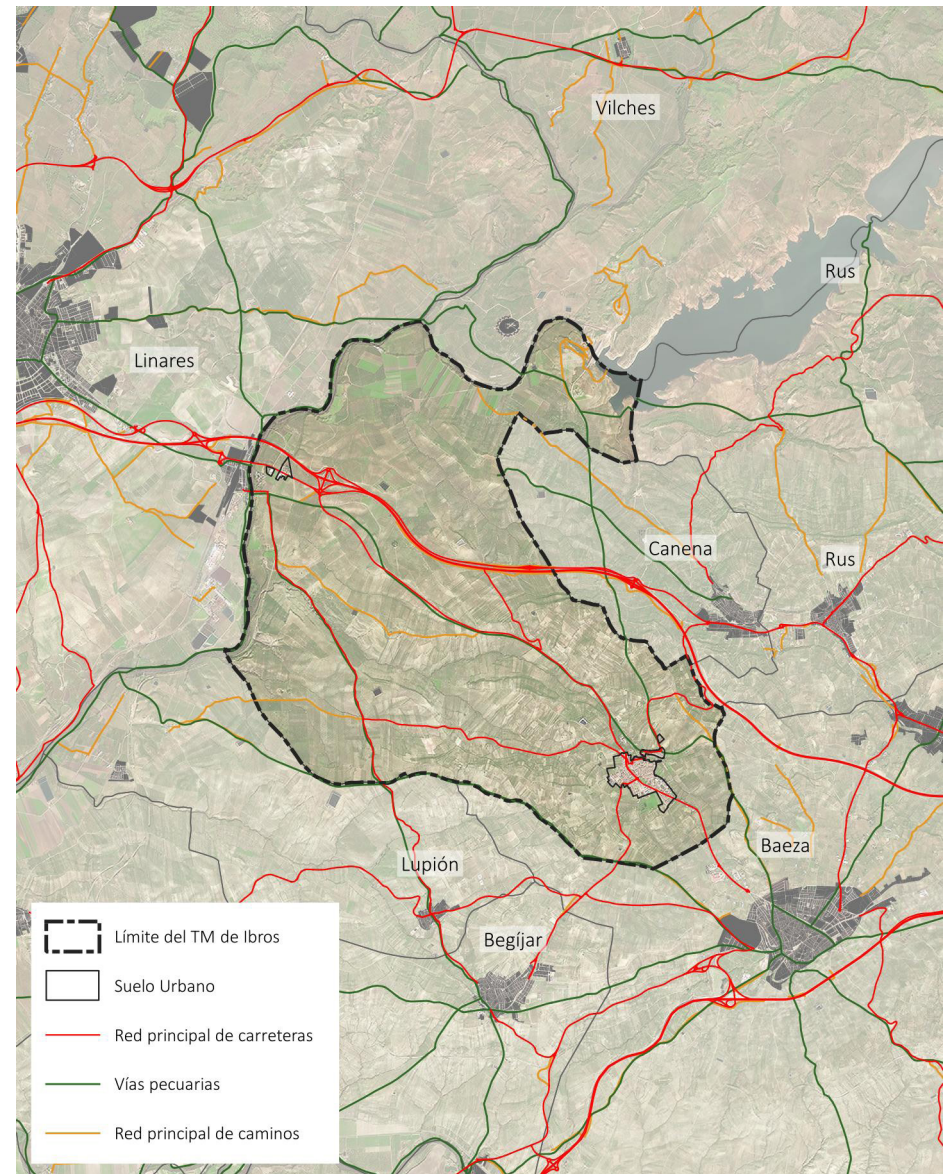 Vilches
Rus
Linares
Canena
Rus
Baeza
Lupión
Begíjar
Límite del TM de Ibros
Suelo Urbano
Red principal de carreteras
Vías pecuarias
Red principal de caminos